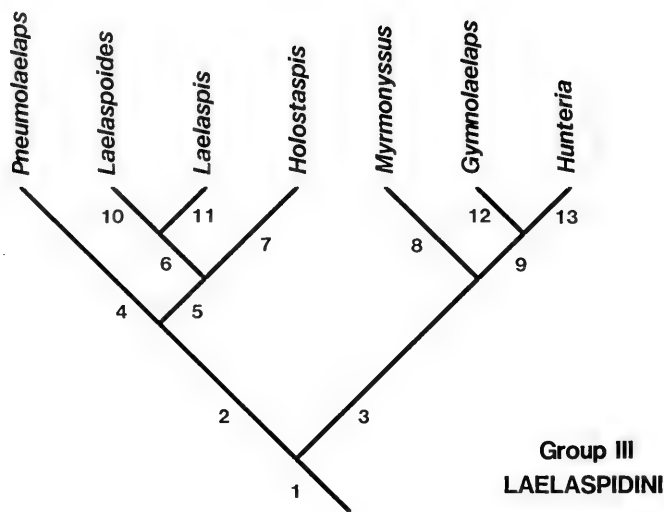 Pneumolaelaps
Laelaspoides
Laelaspis
Holostaspis
Myrmonyssus
Gymnolaelaps
Hunteria
10
11
12
13
6
7
8
9
4
5
2
3
1
Group III
LAELASPIDINI